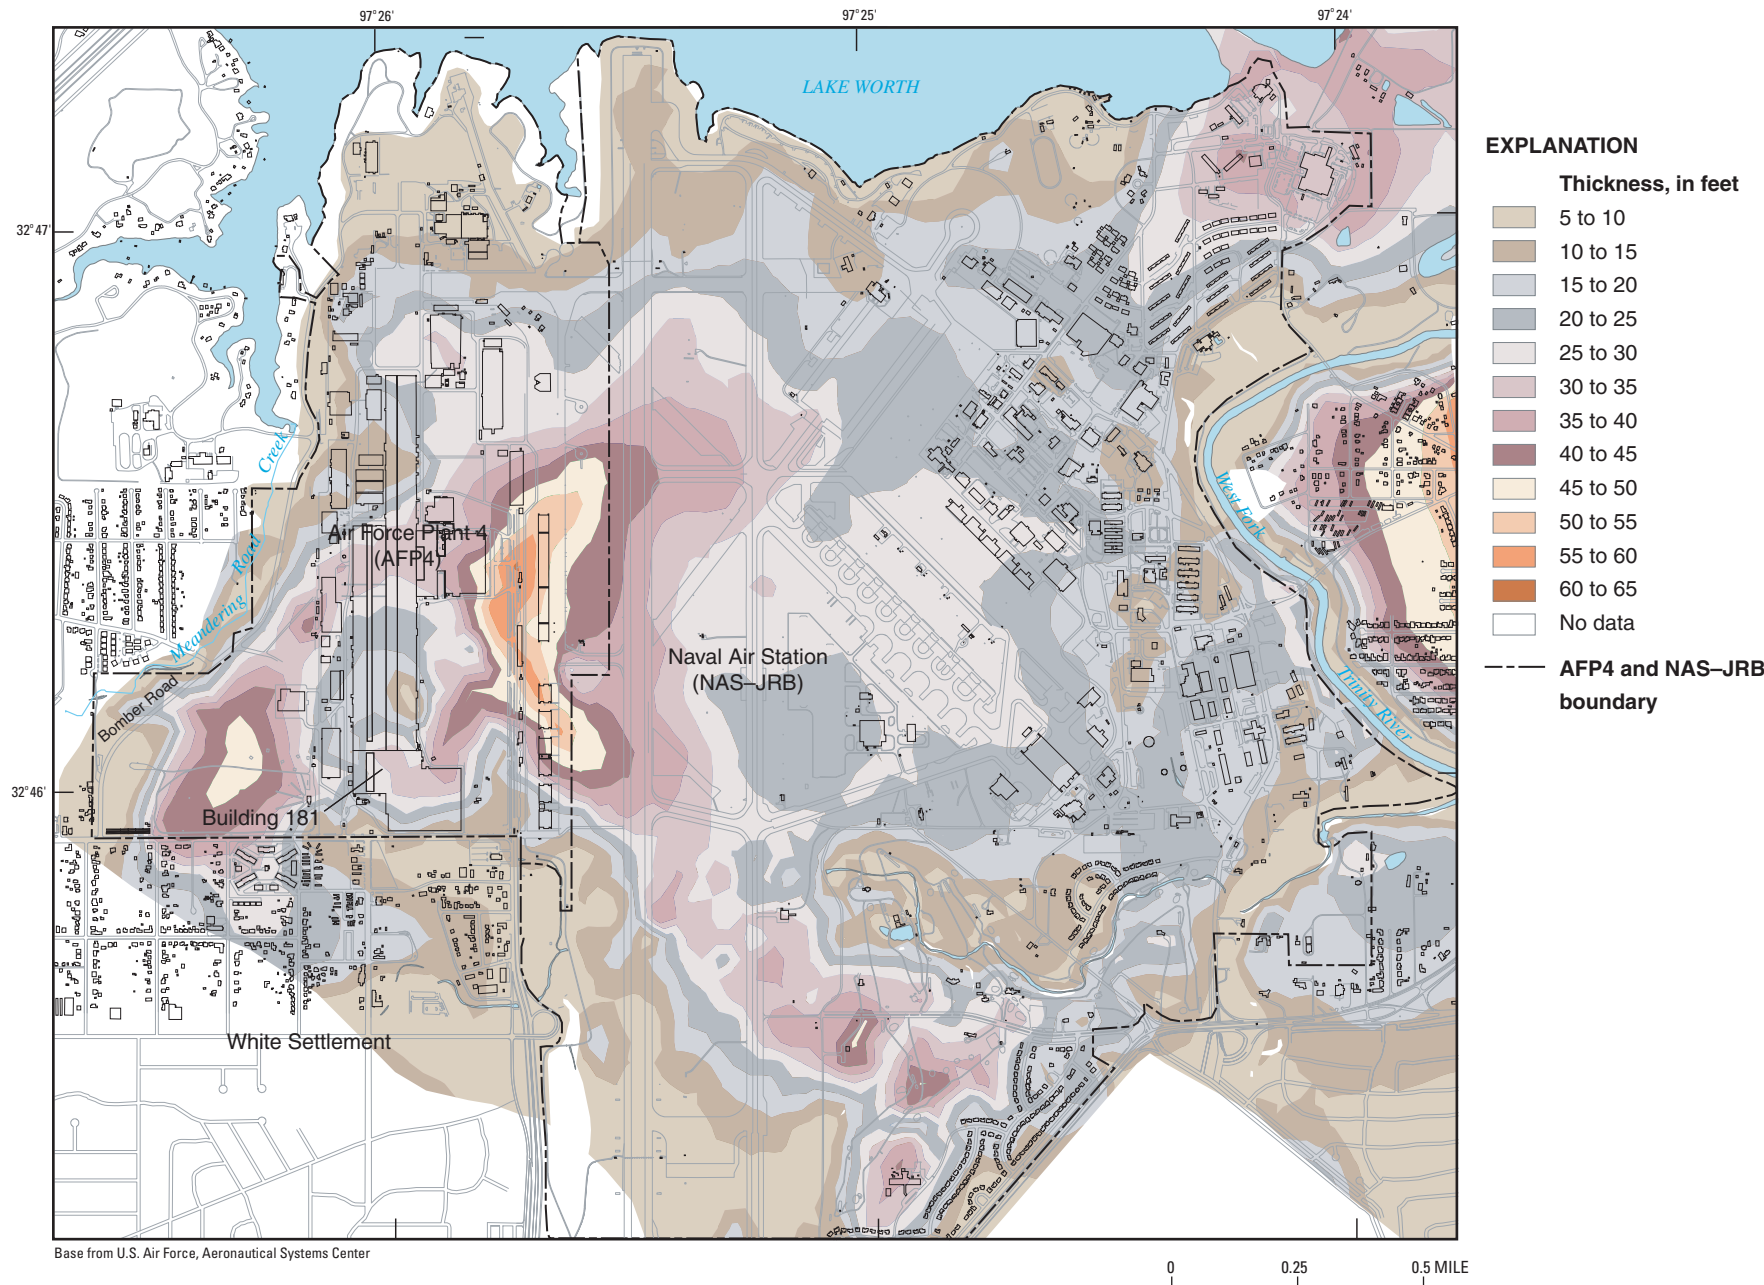 97°26'
97°25'
97°24'
LAKE WORTH
32°47'
32°46'
Creek
Road
Meandering
Bomber Road
Air Force Plant 4
(AFP4)
Naval Air Station
(NAS–JRB)
West Fork
Trinity River
Building 181
White Settlement
EXPLANATION
Thickness, in feet
5 to 10
10 to 15
15 to 20
20 to 25
25 to 30
30 to 35
35 to 40
40 to 45
45 to 50
50 to 55
55 to 60
60 to 65
No data
AFP4 and NAS–JRB
boundary
Base from U.S. Air Force, Aeronautical Systems Center
0 0.25 0.5 MILE